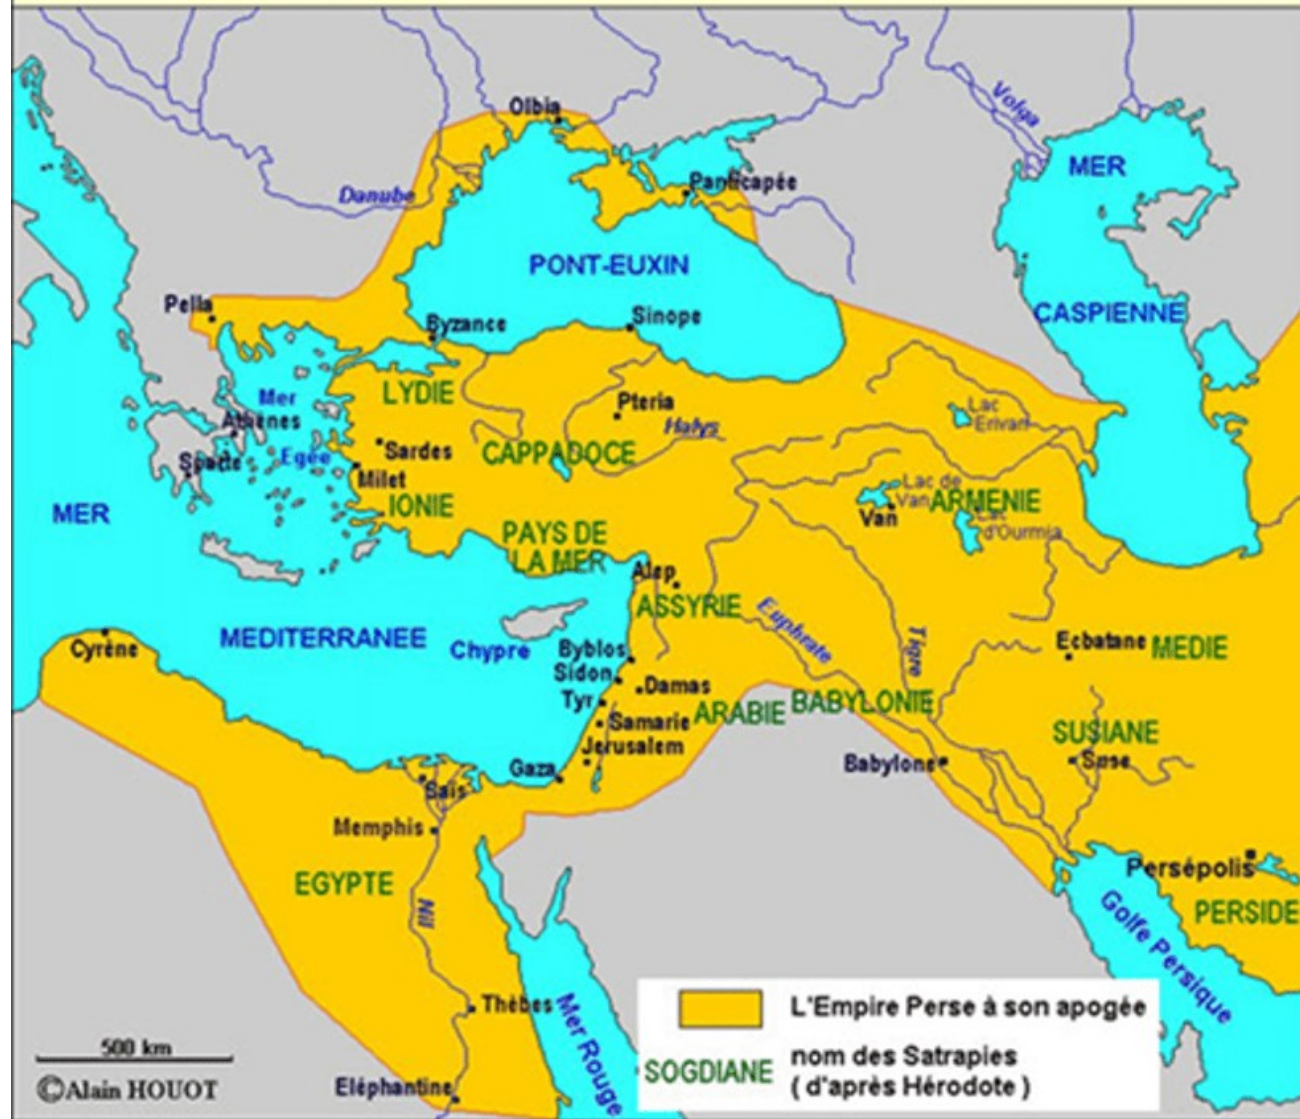 Olbia
Volga
MER
Danube
Panticapée
PONT-EUXIN
Pella
Byzance
Sinope
CASPIENNE
LYDIE
Mer
Egée
Pteria
Lac
Erivan
Athènes
Halys
Sardes
CAPPADOCE
Sparte
Milet
Lac de
Van
ARMENIE
IONIE
MER
Van
Lac
d'Ourmia
PAYS DE
LA MER
Alep
ASSYRIE
Euphrate
Tigre
MEDITERRANEE
Chypre
Cyrène
Byblos
Ecbatane
MEDIE
Sidon
Damas
Tyr
ARABIE
BABYLONIE
Samarie
SUSIANE
Jerusalem
Gaza
Babylone
Suse
Saïs
Memphis
Persépolis
EGYPTE
Nil
PERSIDE
Golfe Persique
Thèbes
Mer Rouge
L'Empire Perse à son apogée
500 km
SOGDIANE
nom des Satrapies
( d'après Hérodote )
©Alain HOUOT
Eléphantine